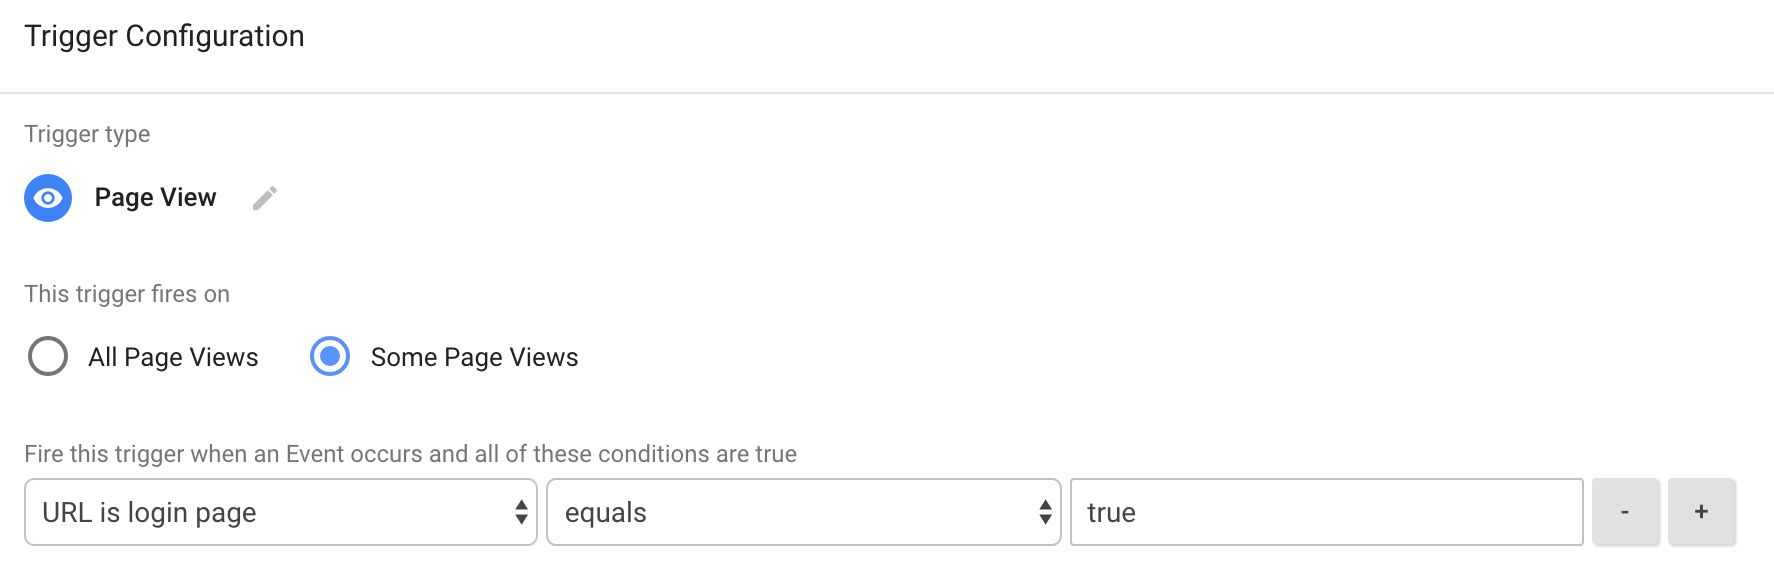 Trigger Configuration
Trigger type
Page View
This trigger fires on
All Page Views Some Page Views
Fire this trigger when an Event occurs and all of these conditions are true
URL is login page equals true - +